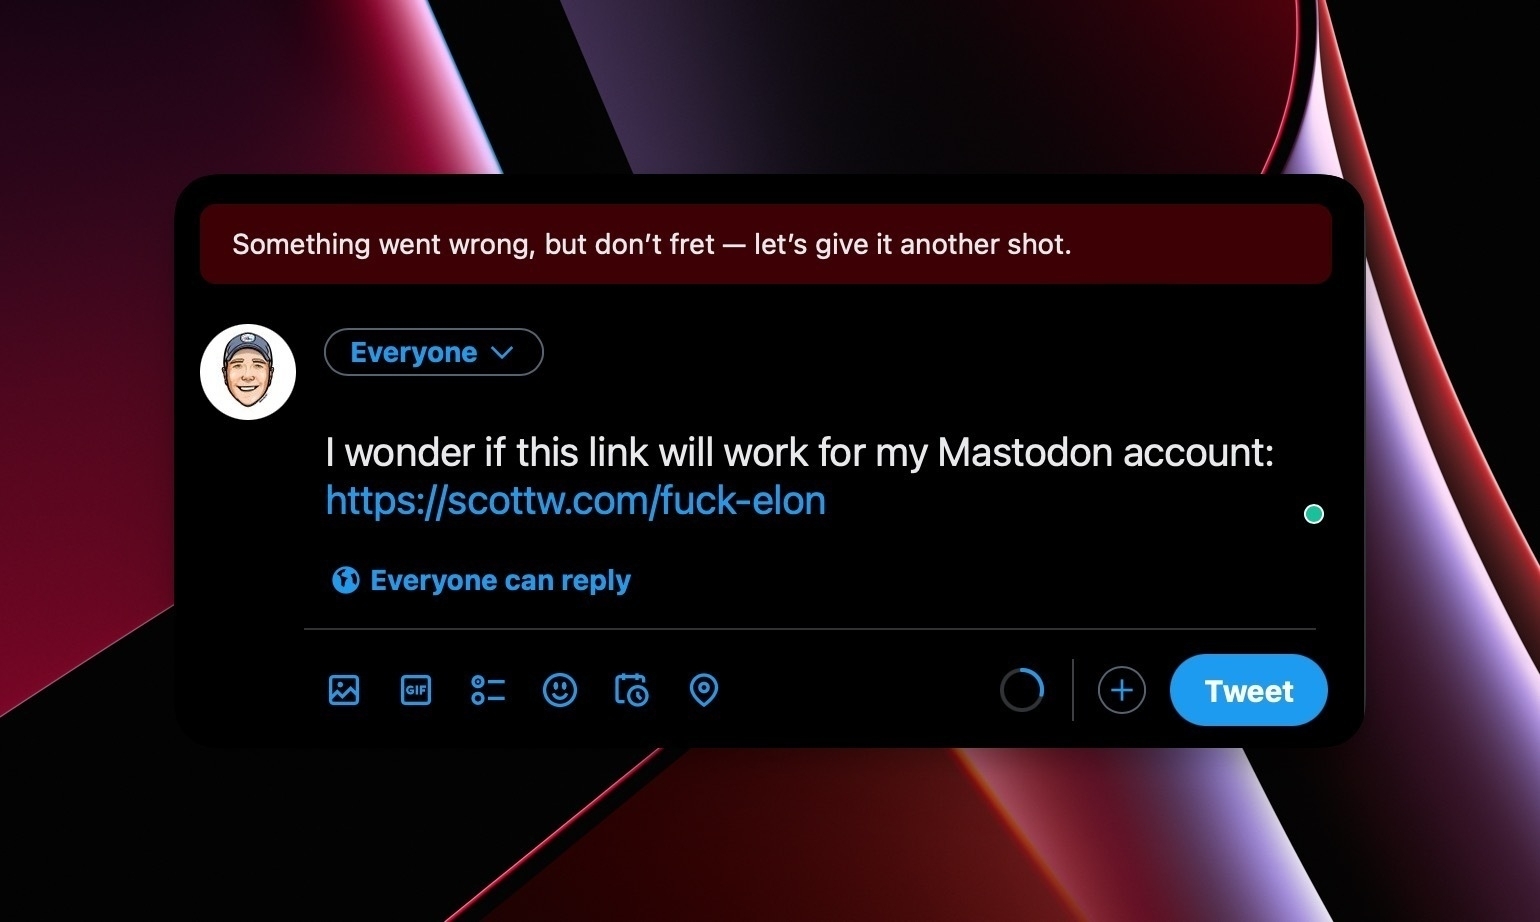 Something went wrong, but don’t fret — let’s give it another shot.
Everyone
I wonder if this link will work for my Mastodon account:
https://scottw.com/fuck-elon
Everyone can reply
GIF
Tweet